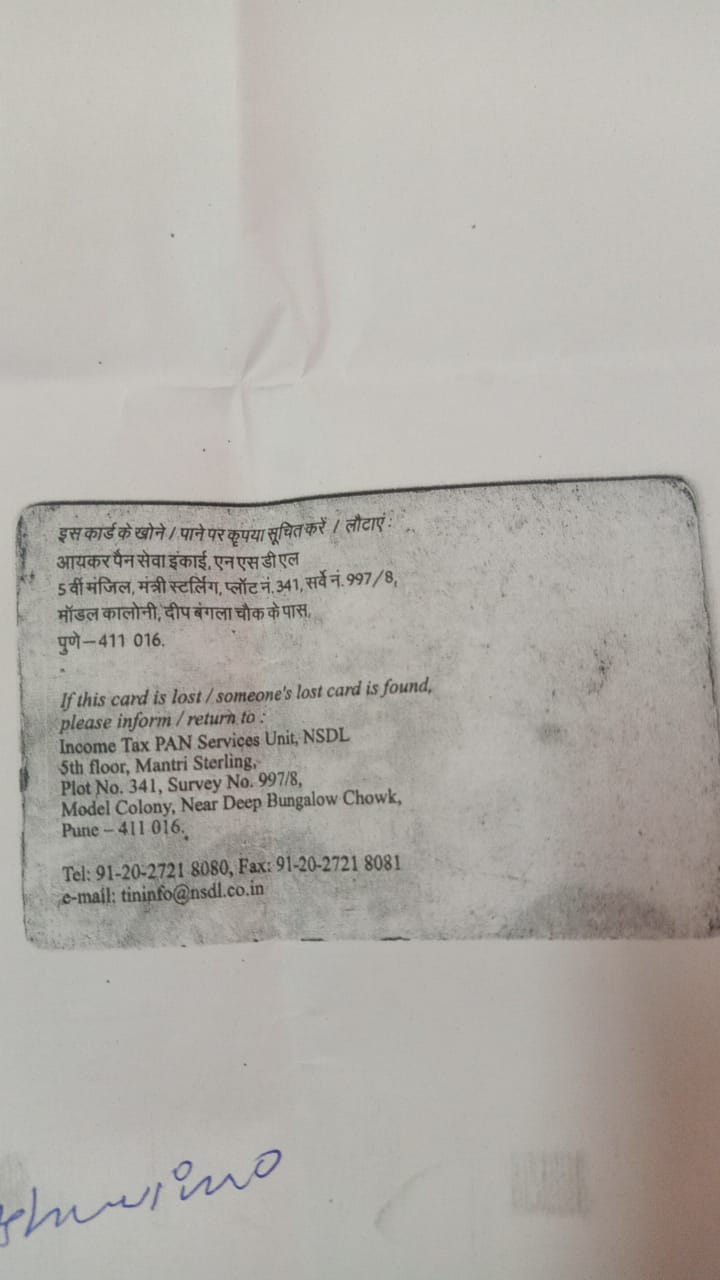 इस कार्ड के खोने / पाने पर कृपया सूचित करें / लौटाएं :
आयकर पैन सेवा इंकाई, एन एस डी एल
5 वीं मंजिल, मंत्री स्टर्लिंग, प्लॉट नं. 341, सर्वे नं. 997/8,
मॉडल कालोनी, दीप बंगला चौक के पास,
पुणे – 411 016.
If this card is lost / someone's lost card is found,
please inform / return to :
Income Tax PAN Services Unit, NSDL
5th floor, Mantri Sterling,
Plot No. 341, Survey No. 997/8,
Model Colony, Near Deep Bungalow Chowk,
Pune – 411 016.
Tel: 91-20-2721 8080, Fax: 91-20-2721 8081
e-mail: tininfo@nsdl.co.in